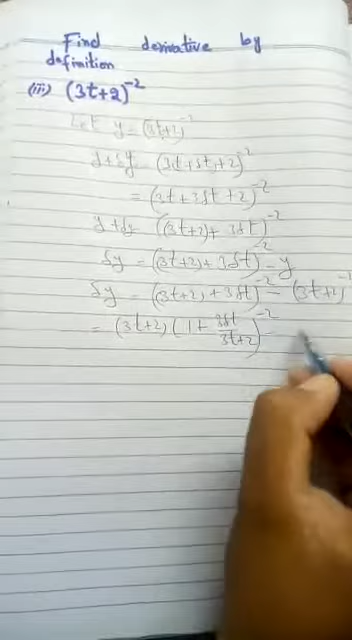 Find derivative by
definition
(iii) (3t+2)⁻²
Let y = (3t+2)⁻²
y+δy = (3(t+δt)+2)⁻²
= (3t+3δt+2)⁻²
y+δy = ((3t+2)+3δt)⁻²
δy = ((3t+2)+3δt)⁻² - y
δy = ((3t+2)+3δt)⁻² - (3t+2)⁻²
= (3t+2)(1+3δt/3t+2)⁻² -